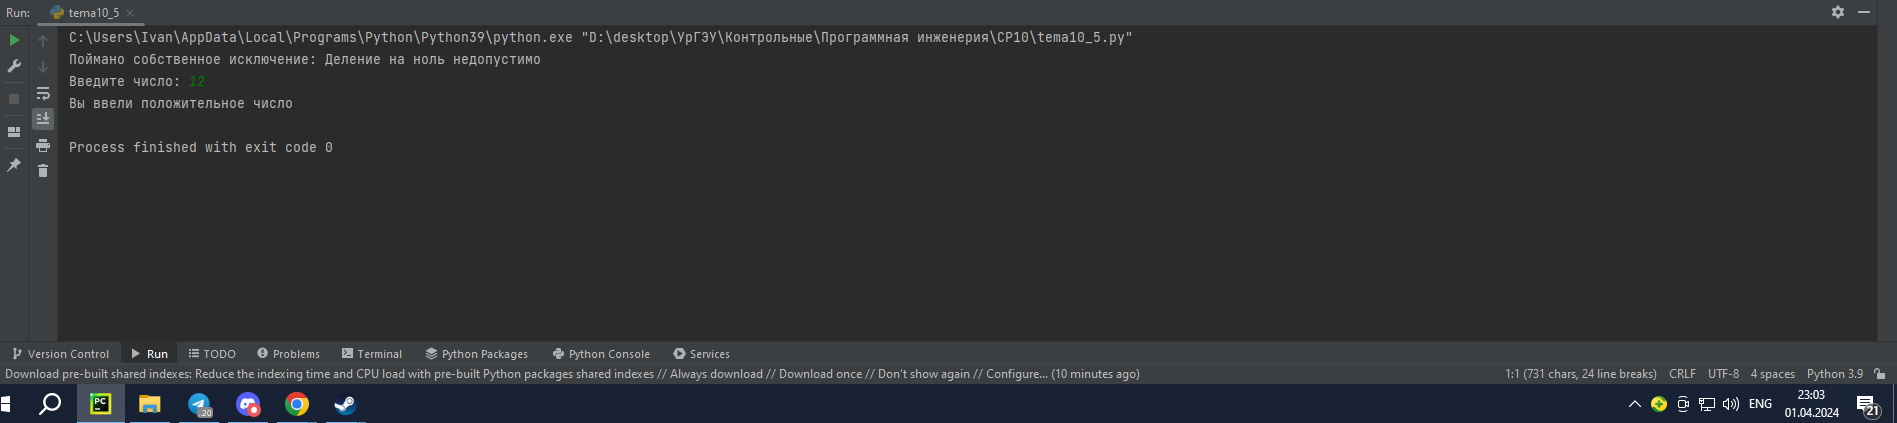 Run: tema10_5
C:\Users\Ivan\AppData\Local\Programs\Python\Python39\python.exe "D:\desktop\УрГЭУ\Контрольные\Программная инженерия\СР10\tema10_5.py"
Поймано собственное исключение: Деление на ноль недопустимо
Введите число: 12
Вы ввели положительное число
Process finished with exit code 0
Version Control Run TODO Problems Terminal Python Packages Python Console Services
Download pre-built shared indexes: Reduce the indexing time and CPU load with pre-built Python packages shared indexes // Always download // Download once // Don't show again // Configure... (10 minutes ago) 1:1 (731 chars, 24 line breaks) CRLF UTF-8 4 spaces Python 3.9
PC 20 ENG 23:03
01.04.2024 21